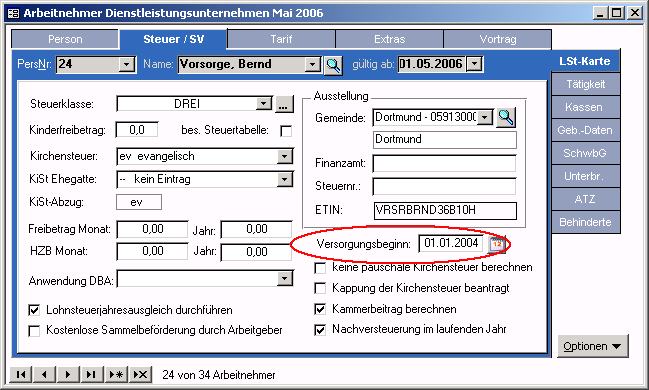 Arbeitnehmer Dienstleistungsunternehmen Mai 2006
Person Steuer / SV Tarif Extras Vortrag
PersNr: 24 Name: Vorsorge, Bernd gültig ab: 01.05.2006
LSt-Karte
Tätigkeit
Kassen
Geb.-Daten
SchwbG
Unterbr.
ATZ
Behinderte
Steuerklasse: DREI ...
Kinderfreibetrag: 0,0 bes. Steuertabelle:
Kirchensteuer: ev evangelisch
KiSt Ehegatte: -- kein Eintrag
KiSt-Abzug: ev
Freibetrag Monat: 0,00 Jahr: 0,00
HZB Monat: 0,00 Jahr: 0,00
Anwendung DBA:
Lohnsteuerjahresausgleich durchführen
Kostenlose Sammelbeförderung durch Arbeitgeber
Ausstellung
Gemeinde: Dortmund - 05913000
Dortmund
Finanzamt:
Steuernr.:
ETIN: VRSRBRND36B10H
Versorgungsbeginn: 01.01.2004 12
keine pauschale Kirchensteuer berechnen
Kappung der Kirchensteuer beantragt
Kammerbeitrag berechnen
Nachversteuerung im laufenden Jahr
Optionen
24 von 34 Arbeitnehmer